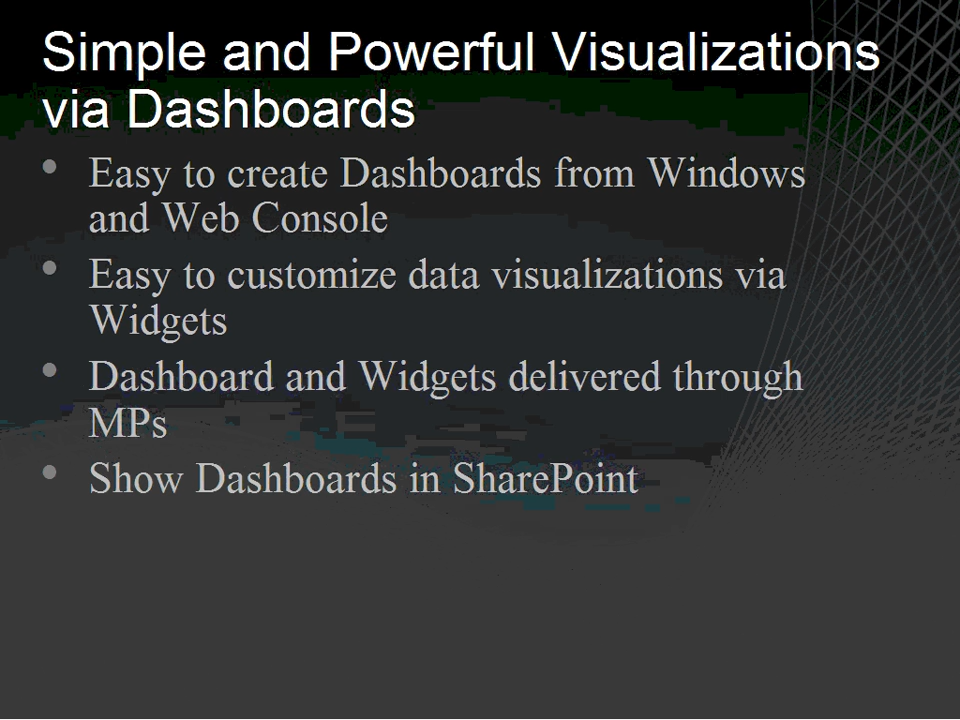 Simple and Powerful Visualizations
via Dashboards
• Easy to create Dashboards from Windows
and Web Console
• Easy to customize data visualizations via
Widgets
• Dashboard and Widgets delivered through
MPs
• Show Dashboards in SharePoint